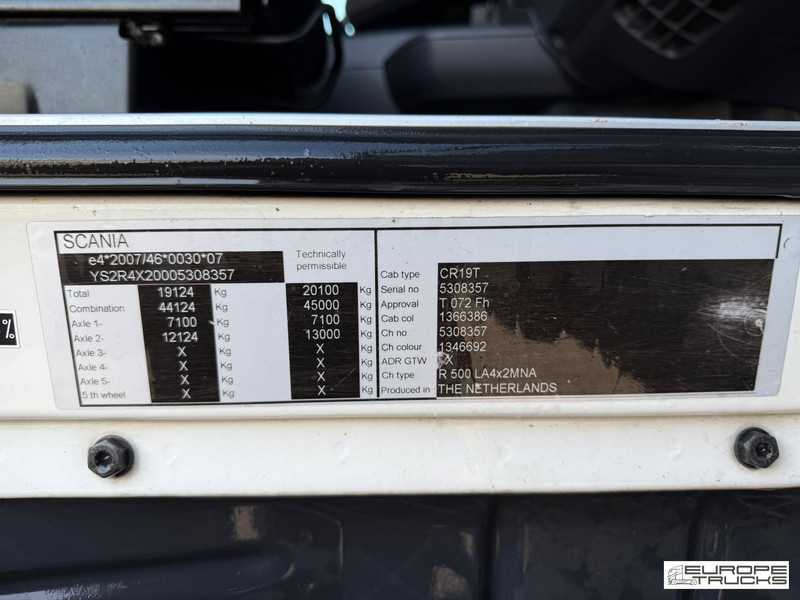 SCANIA
e4*2007/46*0030*07
YS2R4X20005308357
Technically
permissible
Total 19124 Kg 20100 Kg
Combination 44124 Kg 45000 Kg
Axle 1- 7100 Kg 7100 Kg
Axle 2- 12124 Kg 13000 Kg
Axle 3- X Kg X Kg
Axle 4- X Kg X Kg
Axle 5- X Kg X Kg
5 th wheel X Kg X Kg
Cab type CR19T
Serial no 5308357
Approval T 072 Fh
Cab col 1366386
Ch no 5308357
Ch colour 1346692
ADR GTW X
Ch type R 500 LA4x2MNA
Produced in THE NETHERLANDS
%
EUROPE
TRUCKS